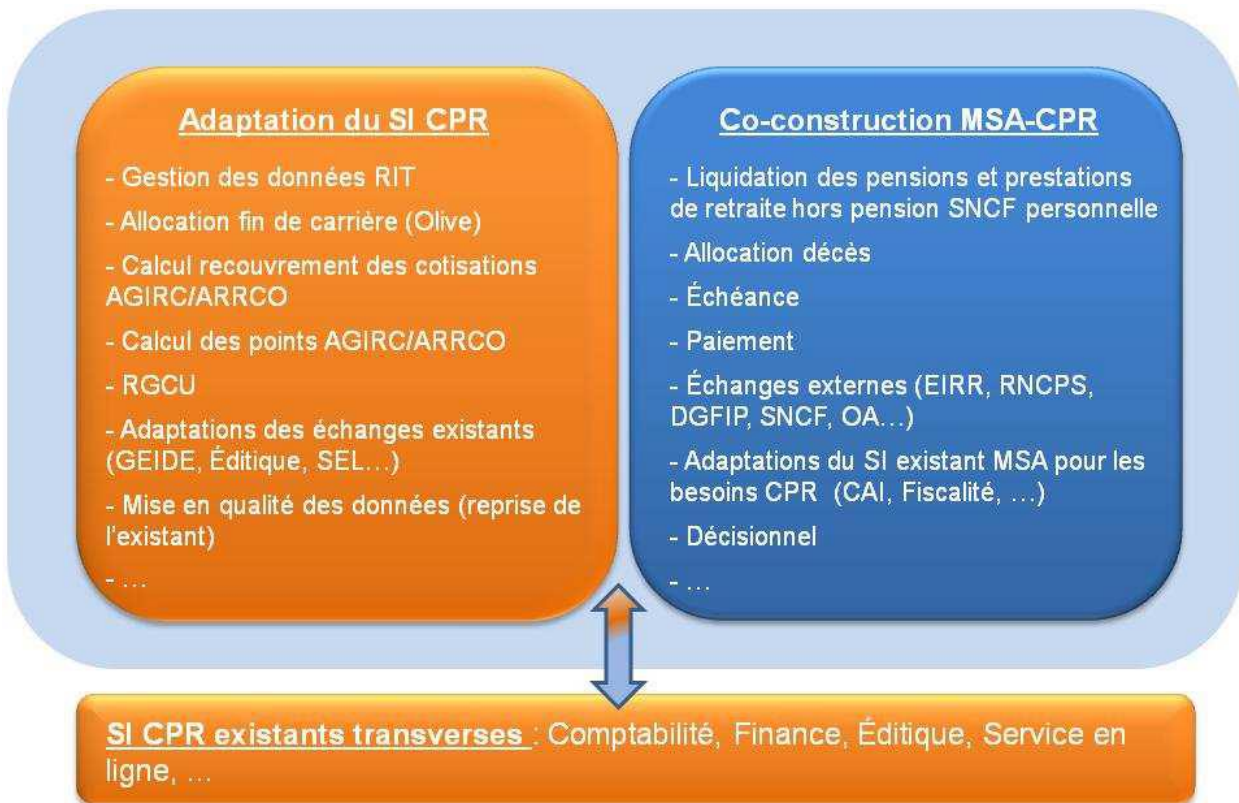 Adaptation du SI CPR
- Gestion des données RIT
- Allocation fin de carrière (Olive)
- Calcul recouvrement des cotisations
AGIRC/ARRCO
- Calcul des points AGIRC/ARRCO
- RGCU
- Adaptations des échanges existants
(GEIDE, Éditique, SEL…)
- Mise en qualité des données (reprise de
l'existant)
- …
Co-construction MSA-CPR
- Liquidation des pensions et prestations
de retraite hors pension SNCF personnelle
- Allocation décès
- Échéance
- Paiement
- Échanges externes (EIRR, RNCPS,
DGFIP, SNCF, OA…)
- Adaptations du SI existant MSA pour les
besoins CPR (CAI, Fiscalité, …)
- Décisionnel
- …
SI CPR existants transverses : Comptabilité, Finance, Éditique, Service en
ligne, …